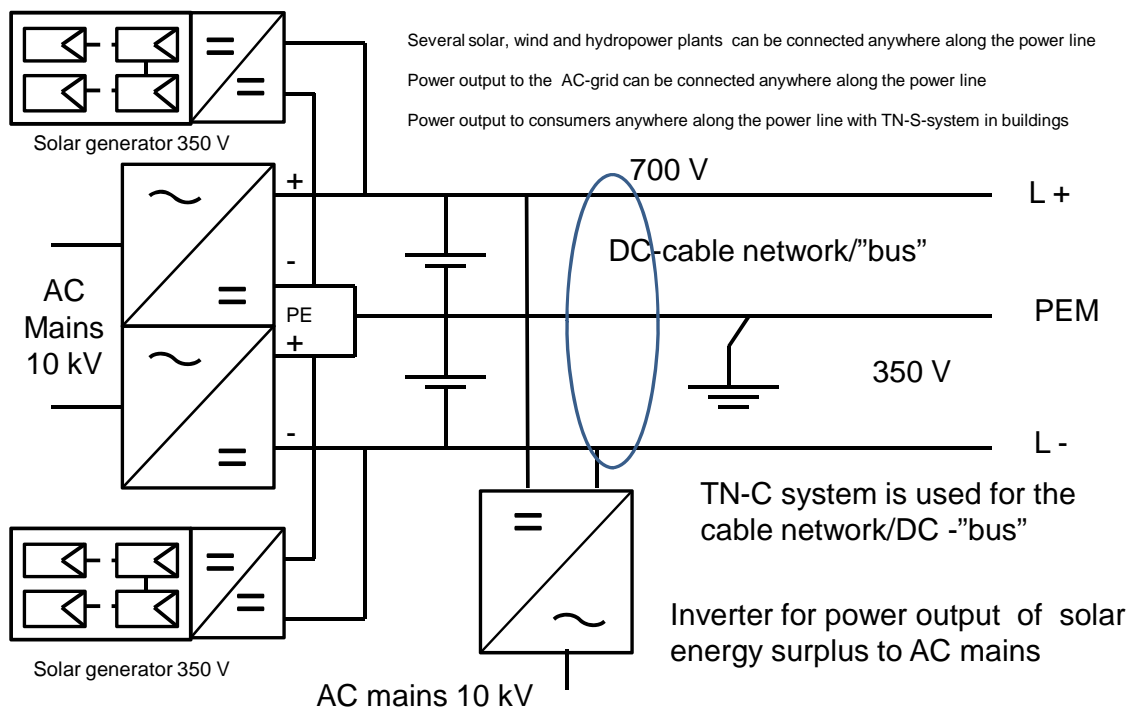 Several solar, wind and hydropower plants can be connected anywhere along the power line
Power output to the AC-grid can be connected anywhere along the power line
Power output to consumers anywhere along the power line with TN-S-system in buildings
Solar generator 350 V
700 V
+
L +
DC-cable network/”bus”
-
AC
Mains
10 kV
PE
PEM
+
350 V
-
L -
TN-C system is used for the
cable network/DC -”bus”
Inverter for power output of solar
energy surplus to AC mains
Solar generator 350 V
AC mains 10 kV